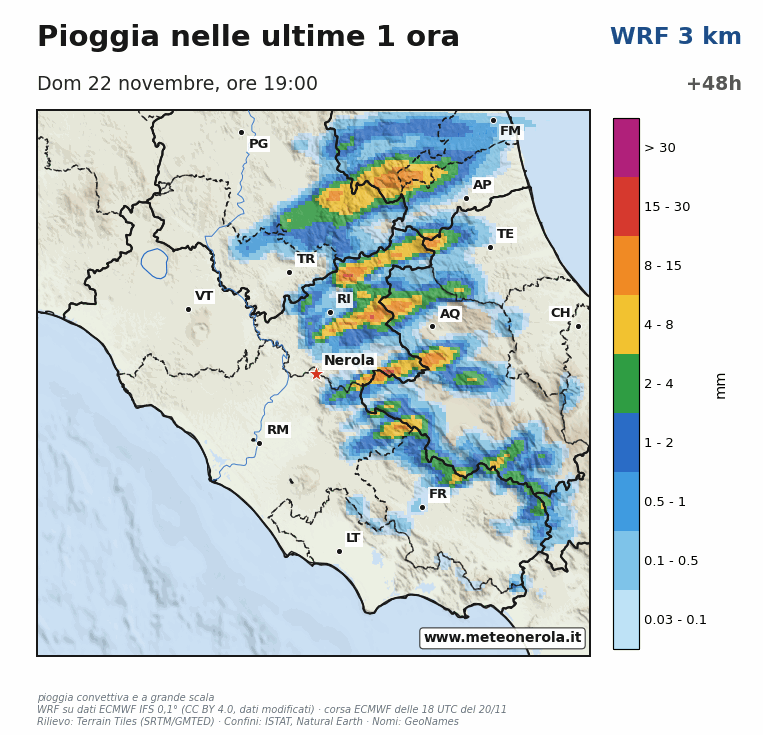 Pioggia nelle ultime 1 ora
WRF 3 km
Dom 22 novembre, ore 19:00
+48h
FM
PG
AP
TE
TR
VT
RI
AQ
CH
Nerola
RM
FR
LT
www.meteonerola.it
> 30
15 - 30
8 - 15
4 - 8
2 - 4
1 - 2
0.5 - 1
0.1 - 0.5
0.03 - 0.1
mm
pioggia convettiva e a grande scala
WRF su dati ECMWF IFS 0,1° (CC BY 4.0, dati modificati) · corsa ECMWF delle 18 UTC del 20/11
Rilievo: Terrain Tiles (SRTM/GMTED) · Confini: ISTAT, Natural Earth · Nomi: GeoNames